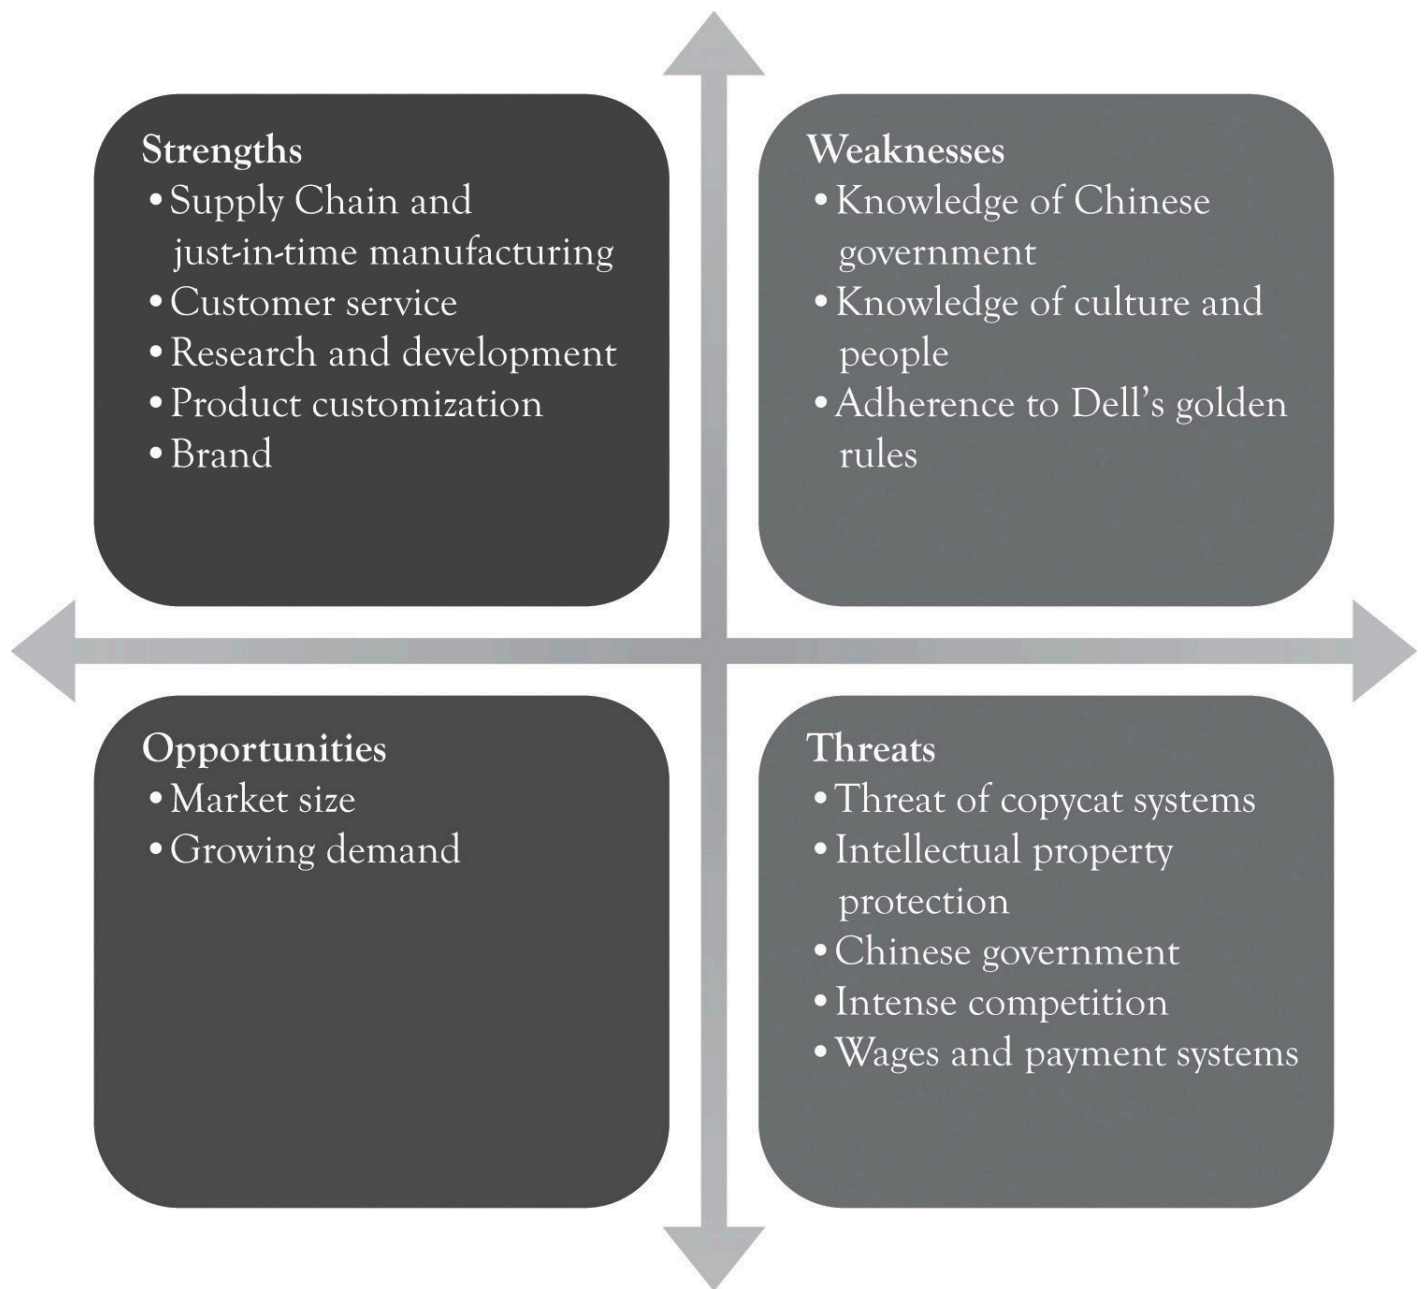 Strengths
• Supply Chain and
just-in-time manufacturing
• Customer service
• Research and development
• Product customization
• Brand
Weaknesses
• Knowledge of Chinese
government
• Knowledge of culture and
people
• Adherence to Dell’s golden
rules
Opportunities
• Market size
• Growing demand
Threats
• Threat of copycat systems
• Intellectual property
protection
• Chinese government
• Intense competition
• Wages and payment systems